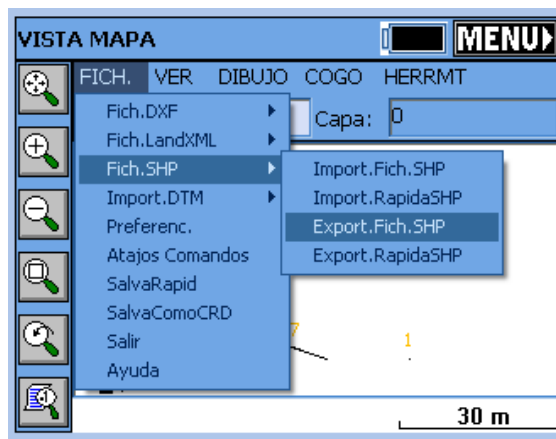 VISTA MAPA MENU
FICH. VER DIBUJO COGO HERRMT
Fich.DXF
Capa: 0
Fich.LandXML
Fich.SHP
Import.Fich.SHP
Import.DTM
Import.RapidaSHP
Preferenc.
Export.Fich.SHP
Atajos Comandos
Export.RapidaSHP
SalvaRapid
SalvaComoCRD
Salir
7
1
Ayuda
30 m